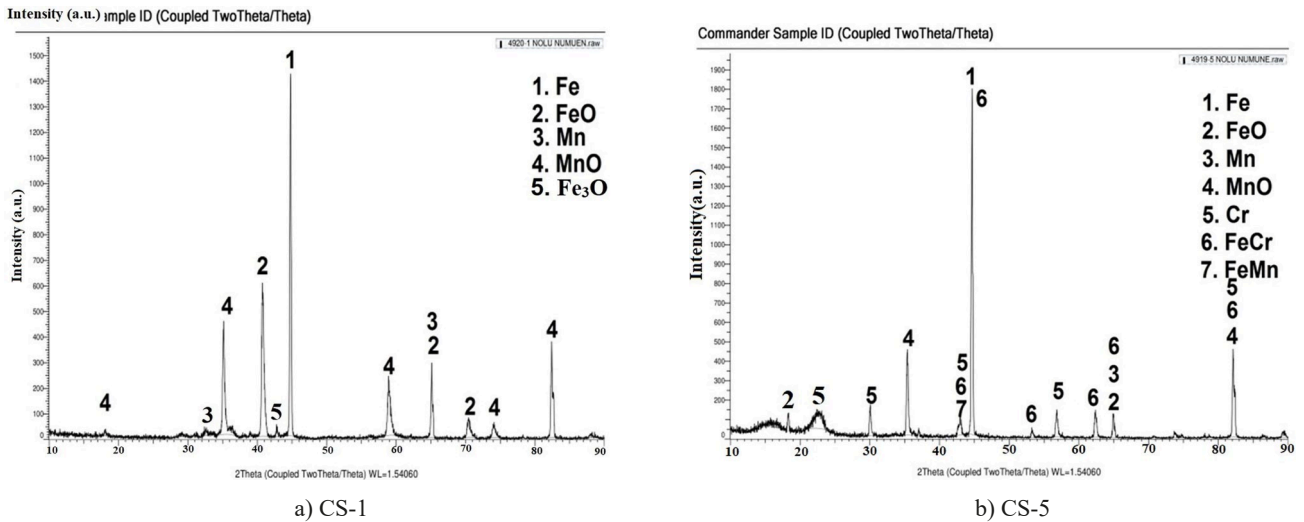 Intensity (a.u.) ımple ID (Coupled TwoTheta/Theta)
4920-1 NOLU NUMUEN.raw
1. Fe
2. FeO
3. Mn
4. MnO
5. Fe₃O
Intensity (a.u.)
1500
1400
1300
1200
1100
1000
900
800
700
600
500
400
300
200
100
0
1
2
4
3
2
4
4
4
3
5
2
4
10 20 30 40 50 60 70 80 90
2Theta (Coupled TwoTheta/Theta) WL=1.54060
a) CS-1
Commander Sample ID (Coupled TwoTheta/Theta)
4919-5 NOLU NUMUNE.raw
1. Fe
2. FeO
3. Mn
4. MnO
5. Cr
6. FeCr
7. FeMn
Intensity(a.u.)
1900
1800
1700
1600
1500
1400
1300
1200
1100
1000
900
800
700
600
500
400
300
200
0
1
6
5
6
4
4
5
6
7
6
3
2
2
5
5
6
5
6
10 20 30 40 50 60 70 80 90
2Theta (Coupled TwoTheta/Theta) WL=1.54060
b) CS-5